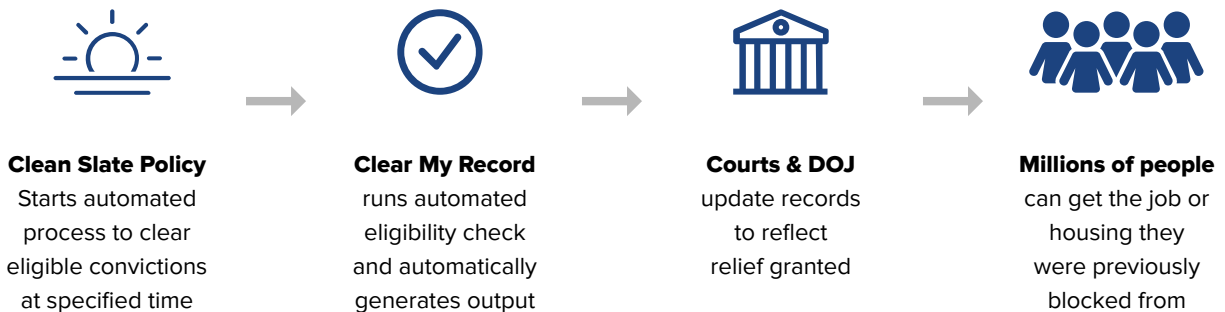 Clean Slate Policy
Starts automated
process to clear
eligible convictions
at specified time
Clear My Record
runs automated
eligibility check
and automatically
generates output
Courts & DOJ
update records
to reflect
relief granted
Millions of people
can get the job or
housing they
were previously
blocked from